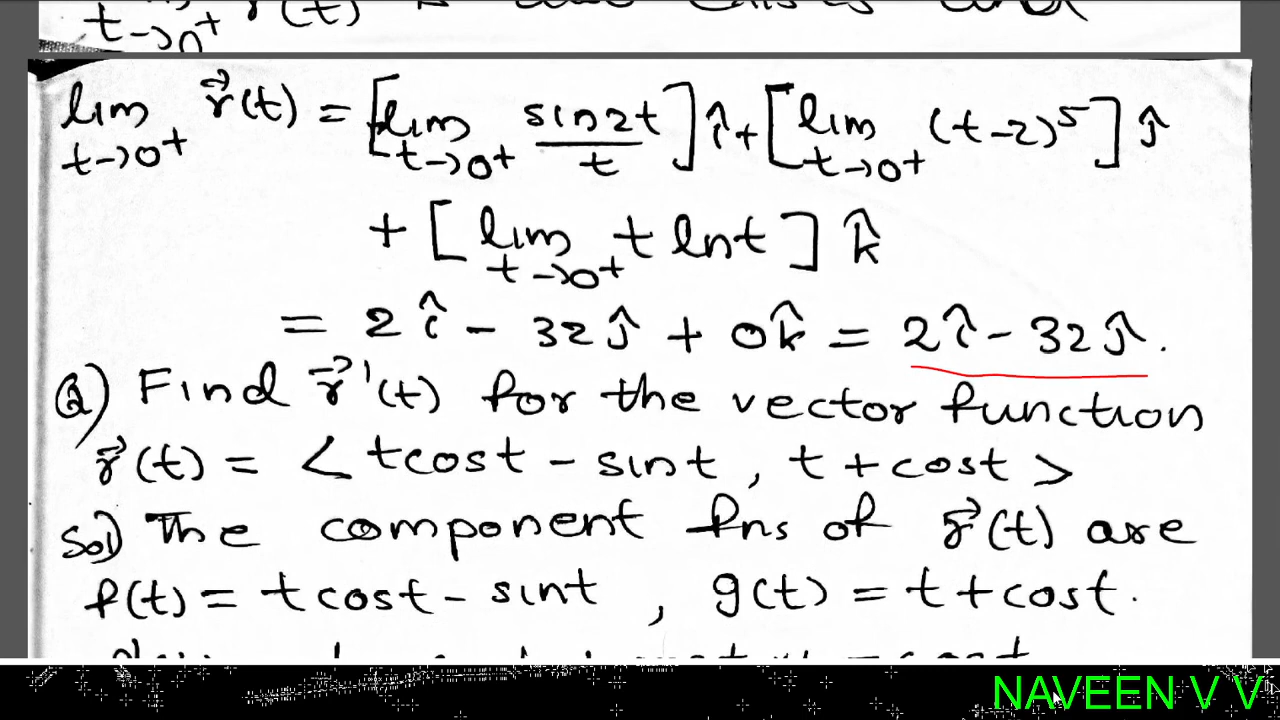 t→0⁺ r⃗(t)
lim t→0⁺ r⃗(t) = [lim t→0⁺ sin2t/t] î + [lim t→0⁺ (t-2)⁵] ĵ
+ [lim t→0⁺ t lnt] k̂
= 2î - 32ĵ + 0k̂ = 2î - 32ĵ.
Q) Find r⃗'(t) for the vector function
r⃗(t) = < tcost - sint, t + cost >
Sol) The component fns of r⃗(t) are
f(t) = tcost - sint, g(t) = t + cost.
NAVEEN V V